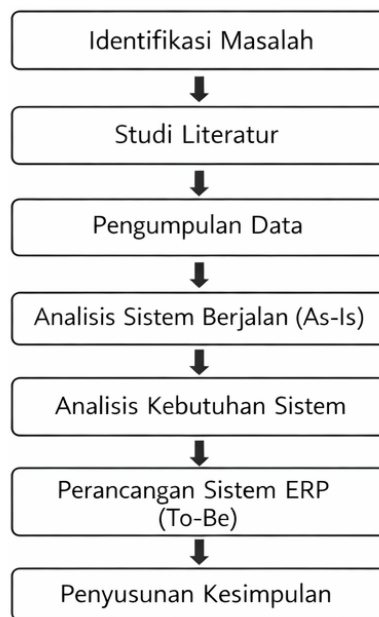 Identifikasi Masalah
Studi Literatur
Pengumpulan Data
Analisis Sistem Berjalan (As-Is)
Analisis Kebutuhan Sistem
Perancangan Sistem ERP
(To-Be)
Penyusunan Kesimpulan